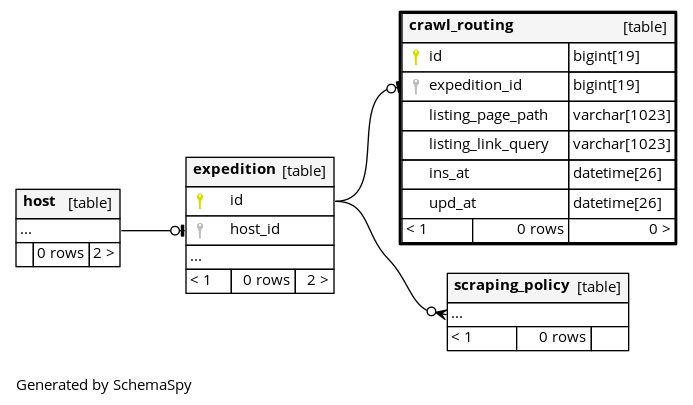 crawl_routing [table]
id bigint[19]
expedition_id bigint[19]
listing_page_path varchar[1023]
listing_link_query varchar[1023]
ins_at datetime[26]
upd_at datetime[26]
< 1 0 rows 0 >
expedition [table]
id
host_id
...
< 1 0 rows 2 >
host [table]
...
0 rows 2 >
scraping_policy [table]
...
< 1 0 rows
Generated by SchemaSpy